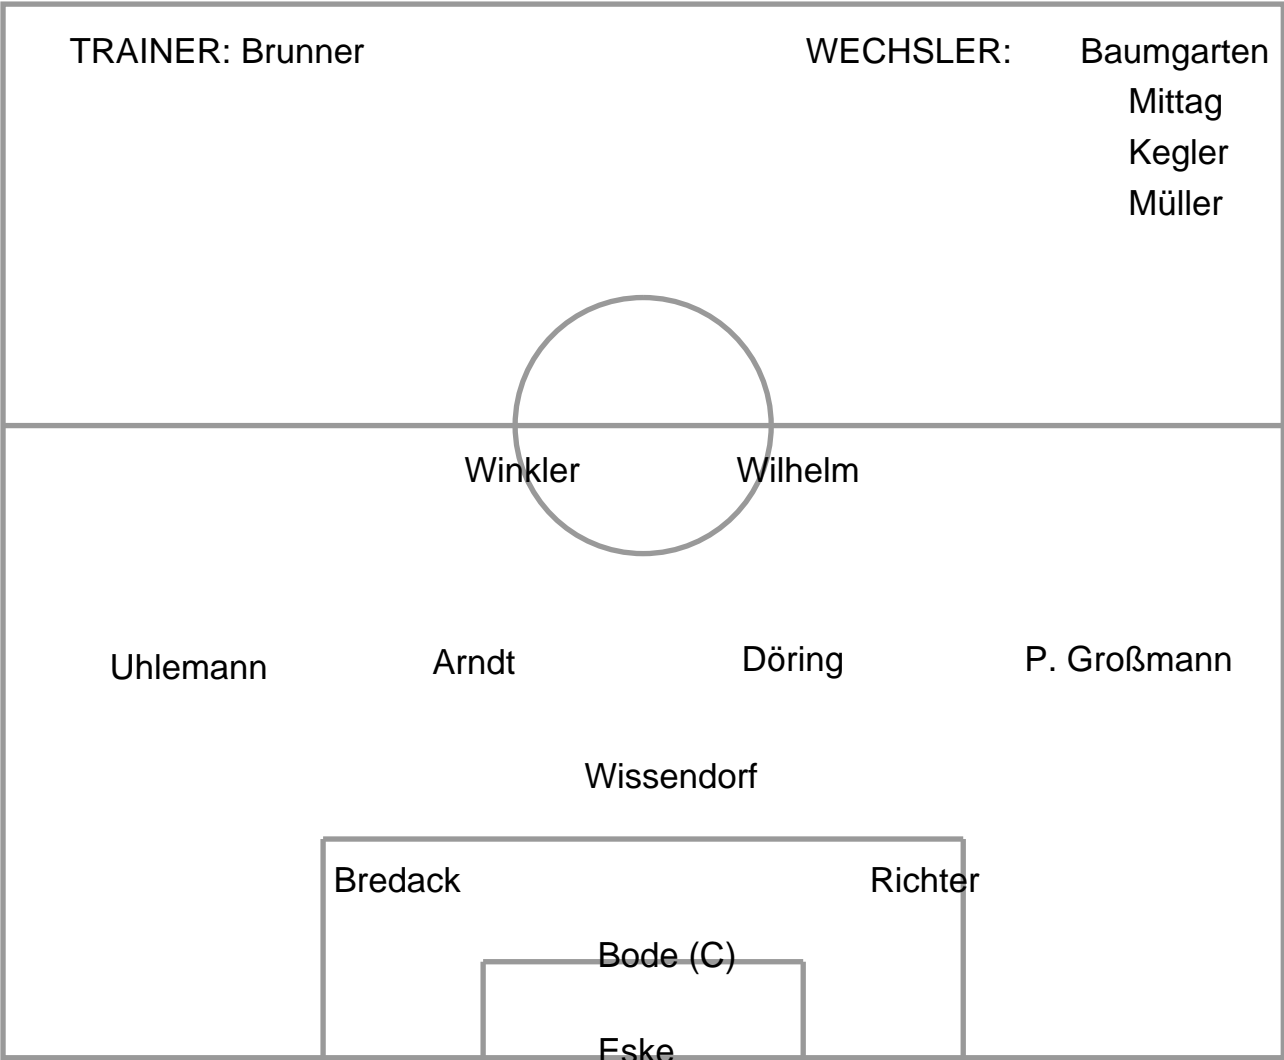 TRAINER: Brunner WECHSLER: Baumgarten
Mittag
Kegler
Müller
Winkler Wilhelm
Uhlemann Arndt Döring P. Großmann
Wissendorf
Bredack Richter
Bode (C)
Eske